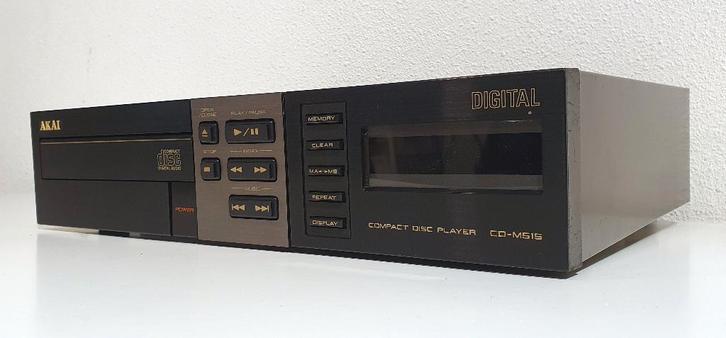 AKAI
COMPACT
disc
DIGITAL AUDIO
POWER
OPEN
/CLOSE
PLAY / PAUSE
STOP
MUSIC
MEMORY
CLEAR
REPEAT
DISPLAY
DIGITAL
COMPACT DISC PLAYER CD-M515